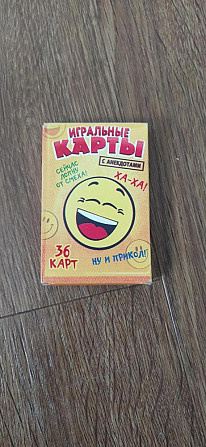 ИГРАЛЬНЫЕ
КАРТЫ
С АНЕКДОТАМИ
СЕЙЧАС
ЛОПНУ
ОТ СМЕХА!
ХА-ХА!
36
КАРТ
НУ И ПРИКОЛ!